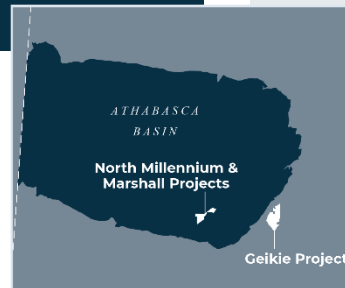 ATHABASCA
BASIN
North Millennium &
Marshall Projects
Geikie Project